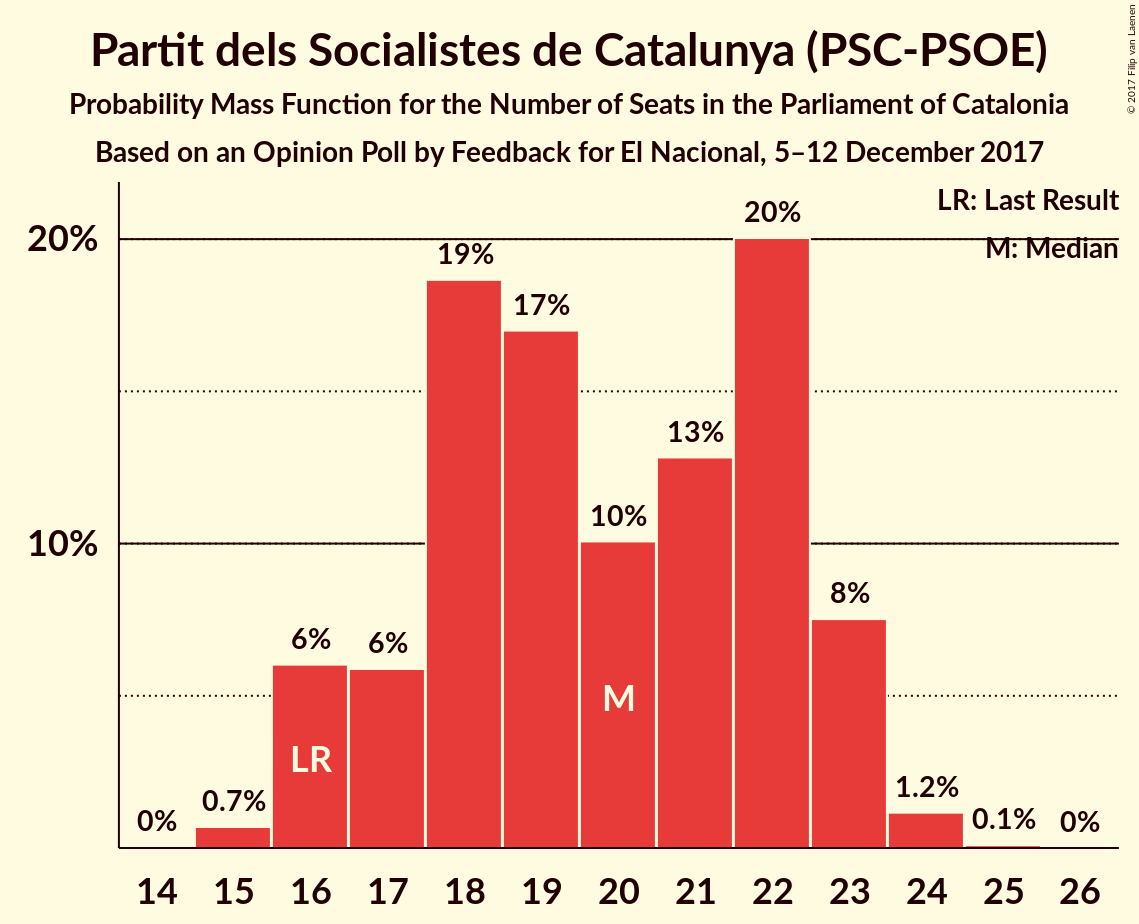 Partit dels Socialistes de Catalunya (PSC-PSOE)
Probability Mass Function for the Number of Seats in the Parliament of Catalonia
Based on an Opinion Poll by Feedback for El Nacional, 5–12 December 2017
© 2017 Filip van Laenen
LR: Last Result
M: Median
20%
10%
0%
0.7%
6%
6%
19%
17%
10%
13%
20%
8%
1.2%
0.1%
0%
LR
M
14 15 16 17 18 19 20 21 22 23 24 25 26